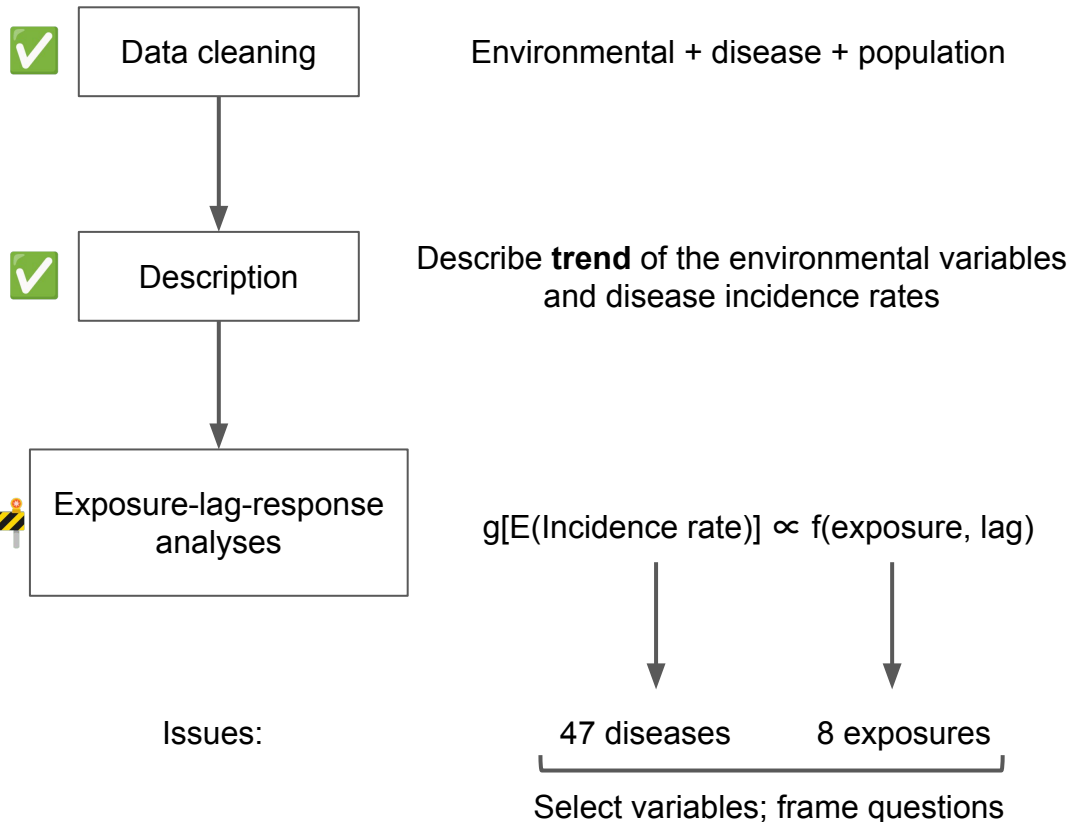 Data cleaning
Environmental + disease + population
Description
Describe trend of the environmental variables
and disease incidence rates
Exposure-lag-response
analyses
g[E(Incidence rate)] ∝ f(exposure, lag)
Issues:
47 diseases
8 exposures
Select variables; frame questions